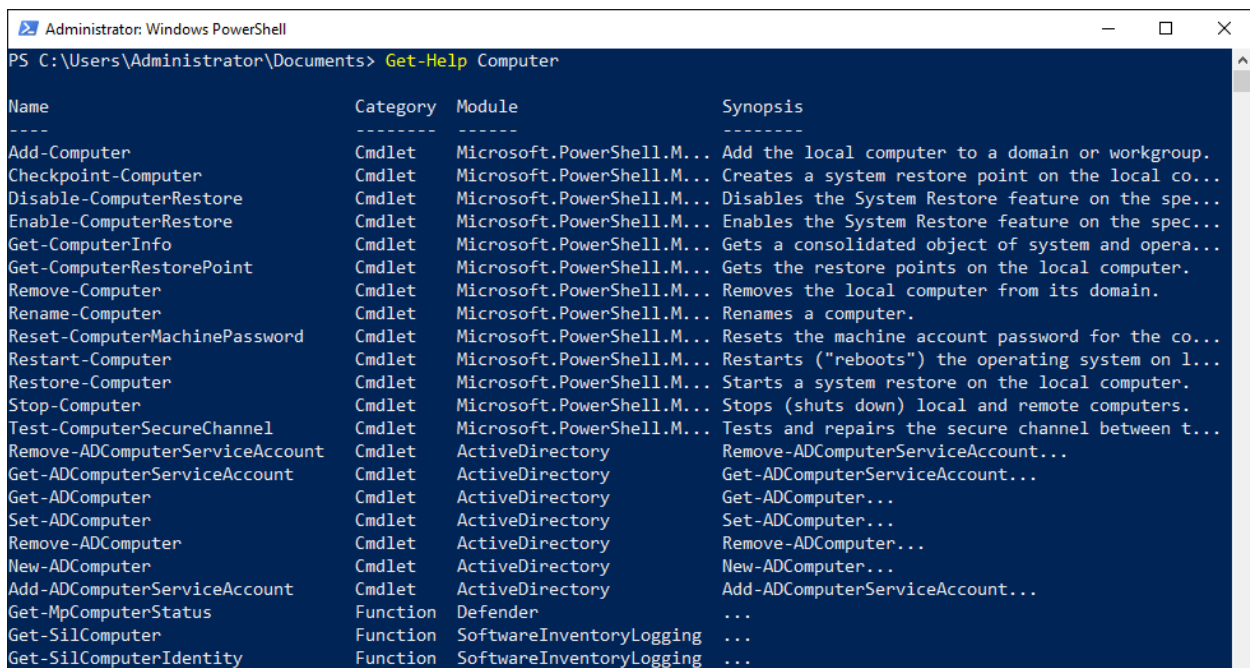 Administrator: Windows PowerShell
PS C:\Users\Administrator\Documents> Get-Help Computer
Name Category Module Synopsis
---- -------- ------ --------
Add-Computer Cmdlet Microsoft.PowerShell.M... Add the local computer to a domain or workgroup.
Checkpoint-Computer Cmdlet Microsoft.PowerShell.M... Creates a system restore point on the local co...
Disable-ComputerRestore Cmdlet Microsoft.PowerShell.M... Disables the System Restore feature on the spe...
Enable-ComputerRestore Cmdlet Microsoft.PowerShell.M... Enables the System Restore feature on the spec...
Get-ComputerInfo Cmdlet Microsoft.PowerShell.M... Gets a consolidated object of system and opera...
Get-ComputerRestorePoint Cmdlet Microsoft.PowerShell.M... Gets the restore points on the local computer.
Remove-Computer Cmdlet Microsoft.PowerShell.M... Removes the local computer from its domain.
Rename-Computer Cmdlet Microsoft.PowerShell.M... Renames a computer.
Reset-ComputerMachinePassword Cmdlet Microsoft.PowerShell.M... Resets the machine account password for the co...
Restart-Computer Cmdlet Microsoft.PowerShell.M... Restarts ("reboots") the operating system on l...
Restore-Computer Cmdlet Microsoft.PowerShell.M... Starts a system restore on the local computer.
Stop-Computer Cmdlet Microsoft.PowerShell.M... Stops (shuts down) local and remote computers.
Test-ComputerSecureChannel Cmdlet Microsoft.PowerShell.M... Tests and repairs the secure channel between t...
Remove-ADComputerServiceAccount Cmdlet ActiveDirectory Remove-ADComputerServiceAccount...
Get-ADComputerServiceAccount Cmdlet ActiveDirectory Get-ADComputerServiceAccount...
Get-ADComputer Cmdlet ActiveDirectory Get-ADComputer...
Set-ADComputer Cmdlet ActiveDirectory Set-ADComputer...
Remove-ADComputer Cmdlet ActiveDirectory Remove-ADComputer...
New-ADComputer Cmdlet ActiveDirectory New-ADComputer...
Add-ADComputerServiceAccount Cmdlet ActiveDirectory Add-ADComputerServiceAccount...
Get-MpComputerStatus Function Defender ...
Get-SilComputer Function SoftwareInventoryLogging ...
Get-SilComputerIdentity Function SoftwareInventoryLogging ...